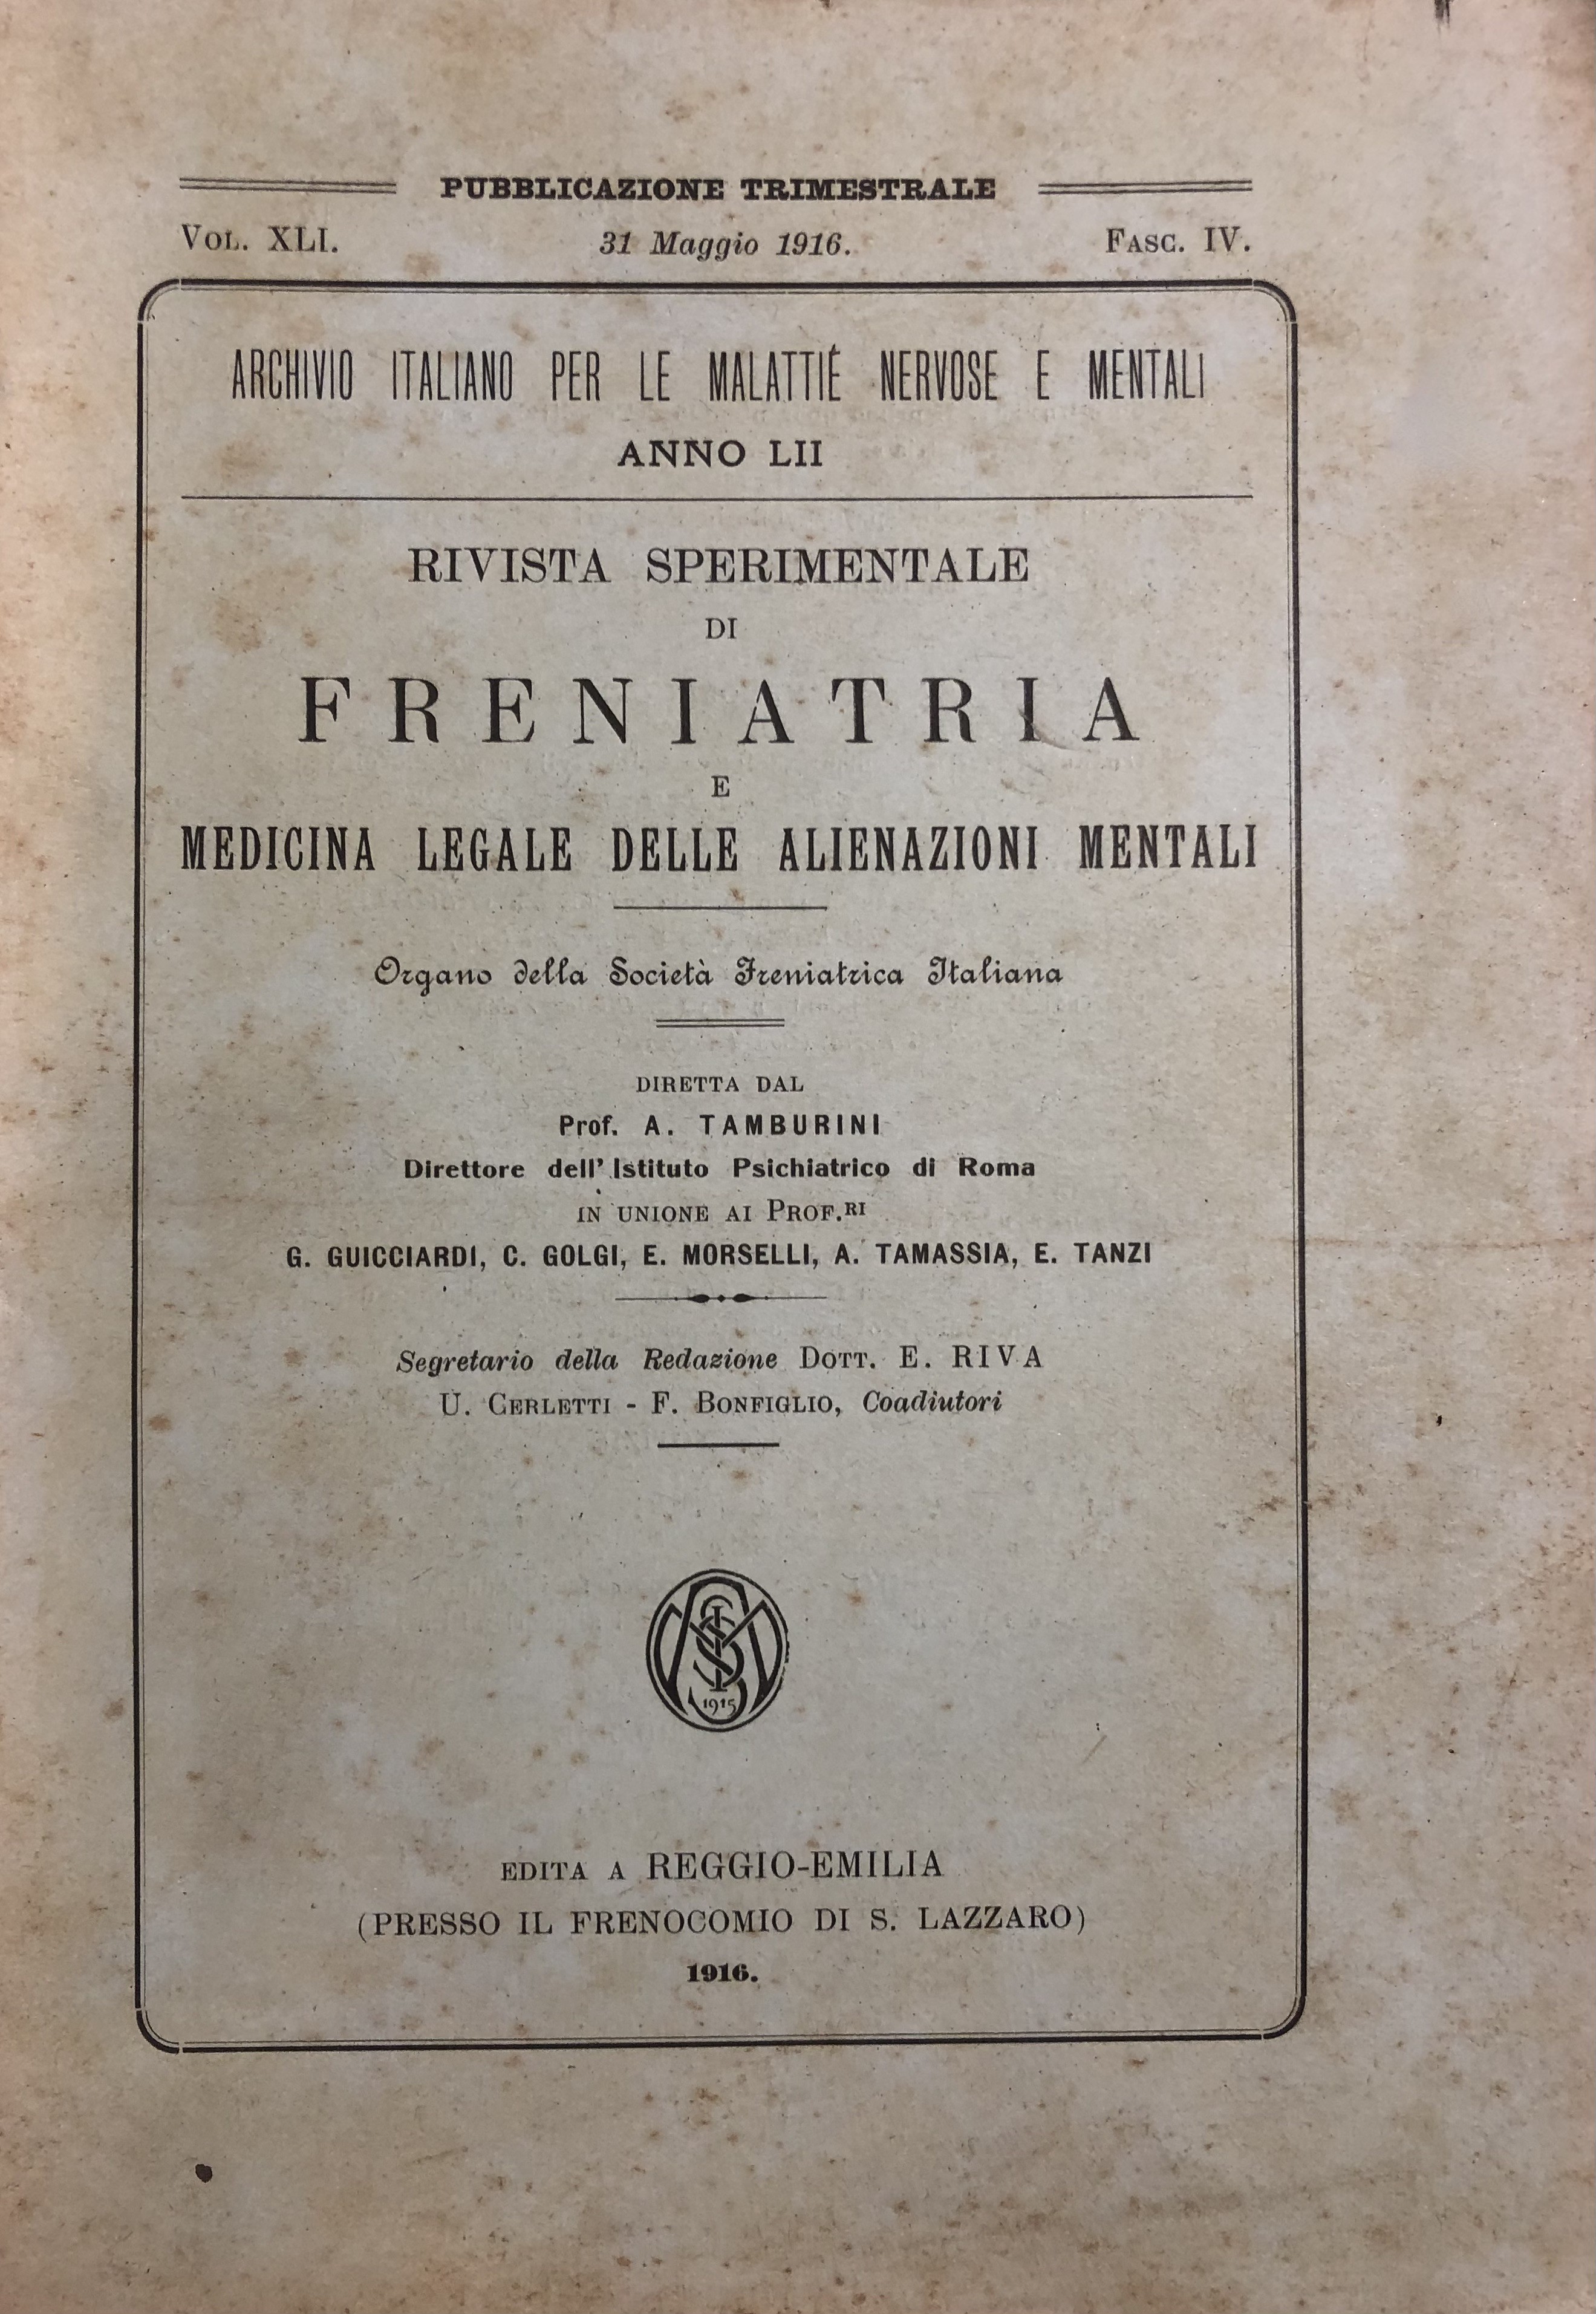 PUBBLICAZIONE TRIMESTRALE
VOL. XLI. 31 Maggio 1916. FASC. IV.
ARCHIVIO ITALIANO PER LE MALATTIE NERVOSE E MENTALI
ANNO LII
RIVISTA SPERIMENTALE
DI
FRENIATRIA
E
MEDICINA LEGALE DELLE ALIENAZIONI MENTALI
Organo della Società Freniatrica Italiana
DIRETTA DAL
Prof. A. TAMBURINI
Direttore dell' Istituto Psichiatrico di Roma
IN UNIONE AI PROF.RI
G. GUICCIARDI, C. GOLGI, E. MORSELLI, A. TAMASSIA, E. TANZI
Segretario della Redazione DOTT. E. RIVA
U. CERLETTI - F. BONFIGLIO, Coadiutori
1915
EDITA A REGGIO-EMILIA
(PRESSO IL FRENOCOMIO DI S. LAZZARO)
1916.